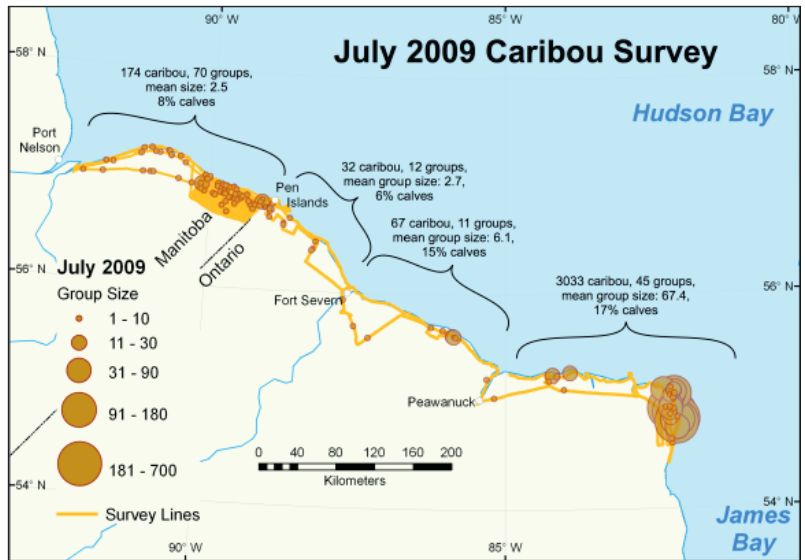 90° W
85° W
80° W
58° N
58° N
July 2009 Caribou Survey
174 caribou, 70 groups,
mean size: 2.5
8% calves
Hudson Bay
Port
Nelson
32 caribou, 12 groups,
mean group size: 2.7,
6% calves
Pen
Islands
67 caribou, 11 groups,
mean group size: 6.1,
15% calves
Manitoba
Ontario
56° N
56° N
3033 caribou, 45 groups,
mean group size: 67.4,
17% calves
Fort Severn
Peawanuck
July 2009
Group Size
1 - 10
11 - 30
31 - 90
91 - 180
181 - 700
Survey Lines
0 40 80 120 160 200
Kilometers
54° N
54° N
James
Bay
90° W
85° W